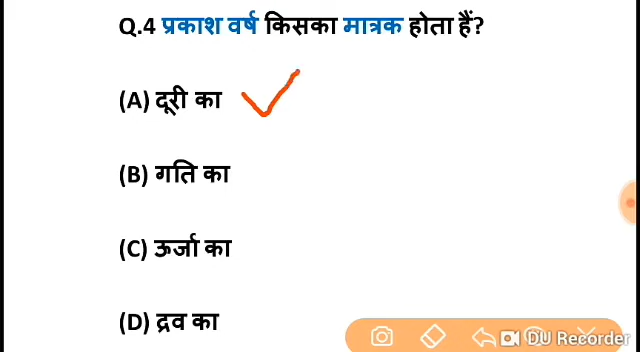 Q.4 प्रकाश वर्ष किसका मात्रक होता हैं?
(A) दूरी का
(B) गति का
(C) ऊर्जा का
(D) द्रव का
DU Recorder